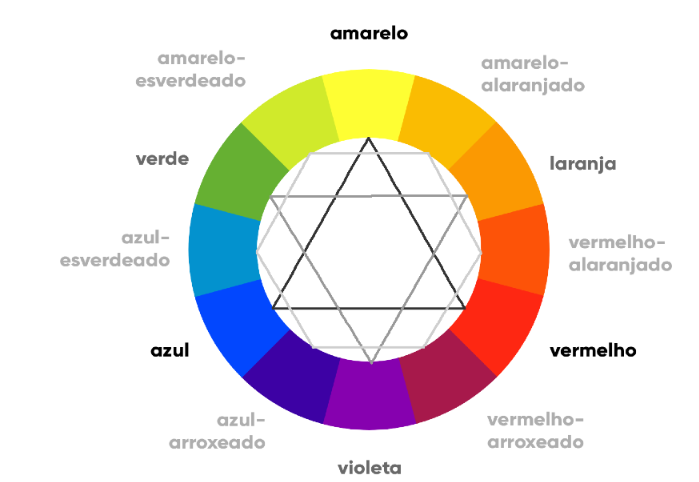 amarelo
amarelo-
esverdeado
amarelo-
alaranjado
verde
laranja
azul-
esverdeado
vermelho-
alaranjado
azul
vermelho
azul-
arroxeado
vermelho-
arroxeado
violeta